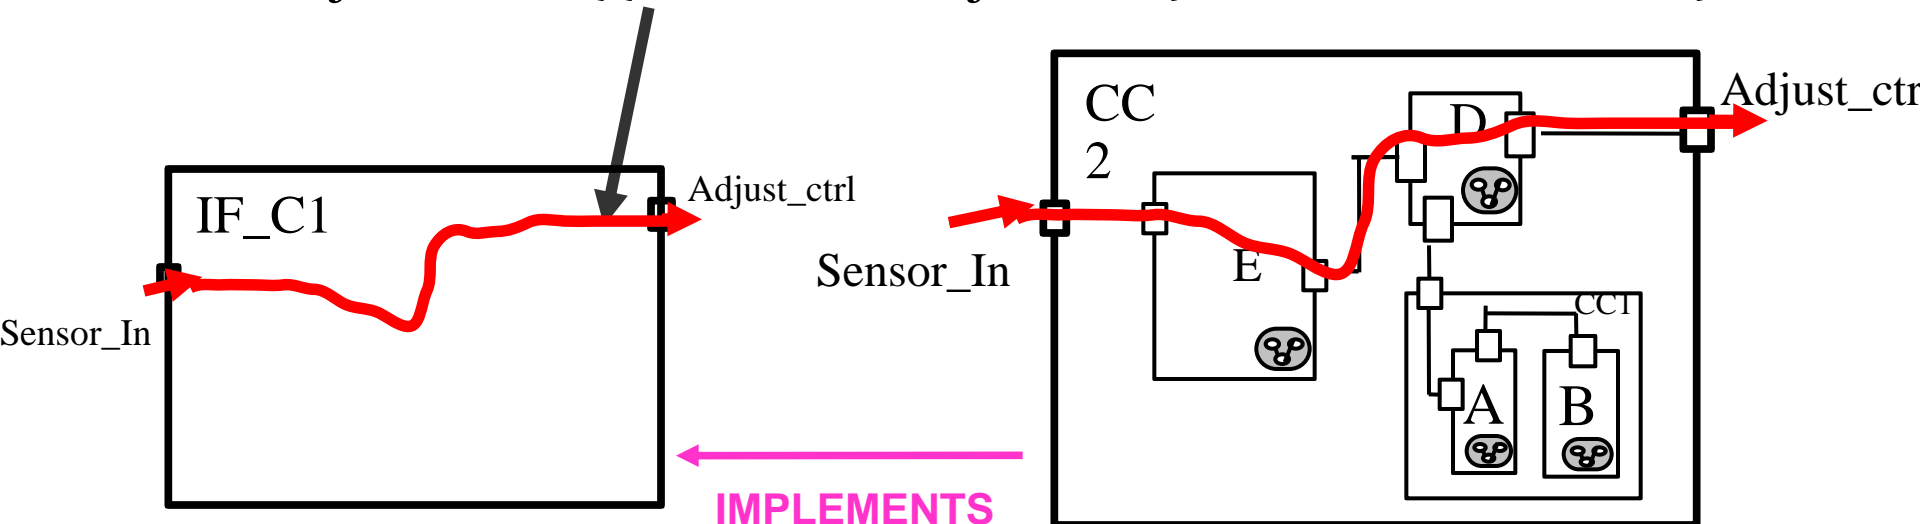 IF_C1
Adjust_ctrl
Sensor_In
IMPLEMENTS
CC
2
Sensor_In
E
D
Adjust_ctr
CC1
A
B